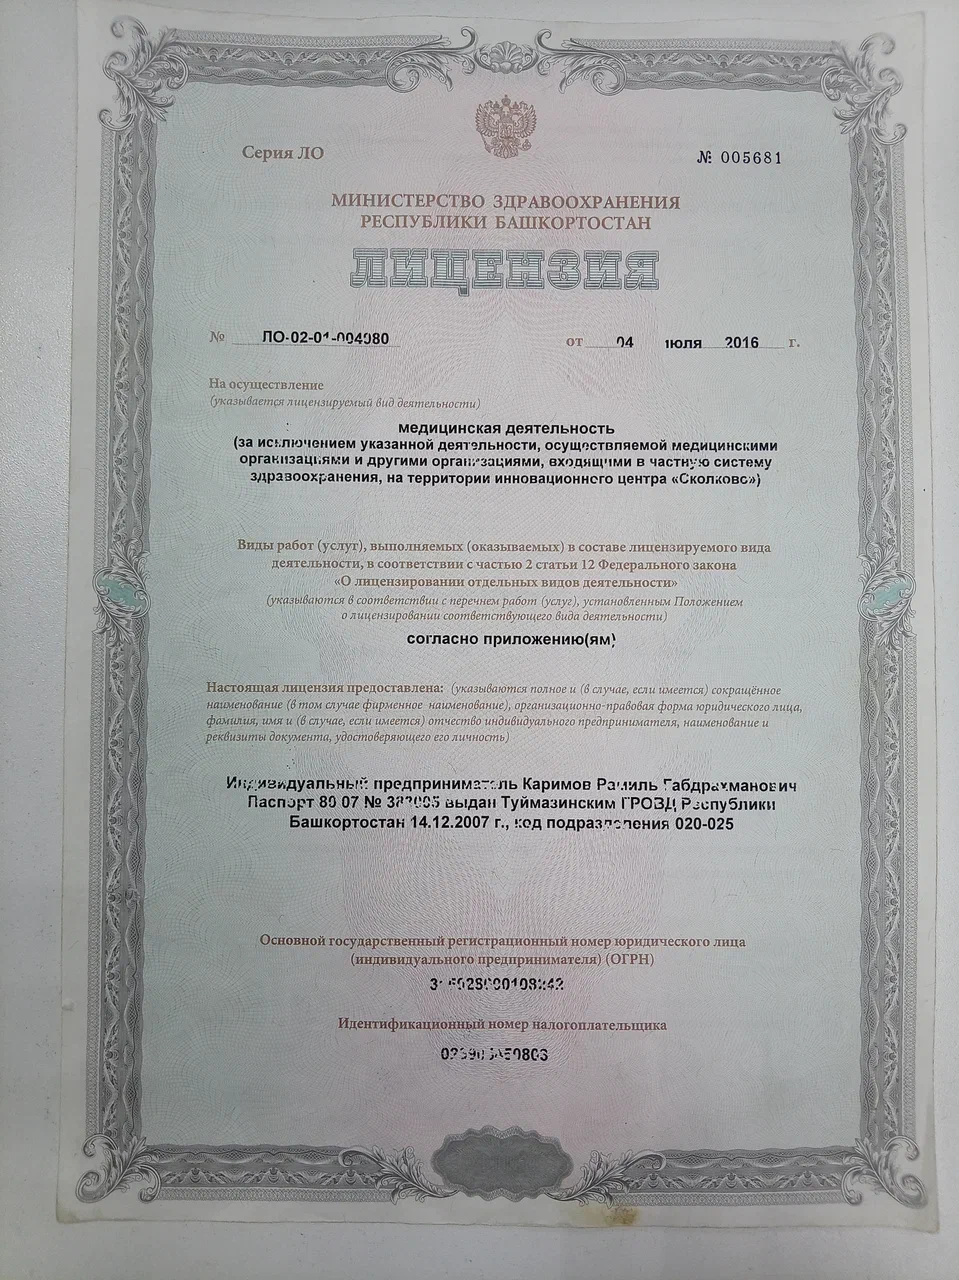 Серия ЛО
№ 005681
МИНИСТЕРСТВО ЗДРАВООХРАНЕНИЯ
РЕСПУБЛИКИ БАШКОРТОСТАН
ЛИЦЕНЗИЯ
№ ЛО-02-01-004080 от 04 июля 2016 г.
На осуществление
(указывается лицензируемый вид деятельности)
медицинская деятельность
(за исключением указанной деятельности, осуществляемой медицинскими
организациями и другими организациями, входящими в частную систему
здравоохранения, на территории инновационного центра «Сколково»)
Виды работ (услуг), выполняемых (оказываемых) в составе лицензируемого вида
деятельности, в соответствии с частью 2 статьи 12 Федерального закона
«О лицензировании отдельных видов деятельности»
(указываются в соответствии с перечнем работ (услуг), установленным Положением
о лицензировании соответствующего вида деятельности)
согласно приложению(ям)
Настоящая лицензия предоставлена: (указываются полное и (в случае, если имеется) сокращённое
наименование (в том случае фирменное наименование), организационно-правовая форма юридического лица,
фамилия, имя и (в случае, если имеется) отчество индивидуального предпринимателя, наименование и
реквизиты документа, удостоверяющего его личность)
Индивидуальный предприниматель Каримов Рамиль Габдрахманович
Паспорт 80 07 № выдан Туймазинским ГРОВД Республики
Башкортостан 14.12.2007 г., код подразделения 020-025
Основной государственный регистрационный номер юридического лица
(индивидуального предпринимателя) (ОГРН)
Идентификационный номер налогоплательщика